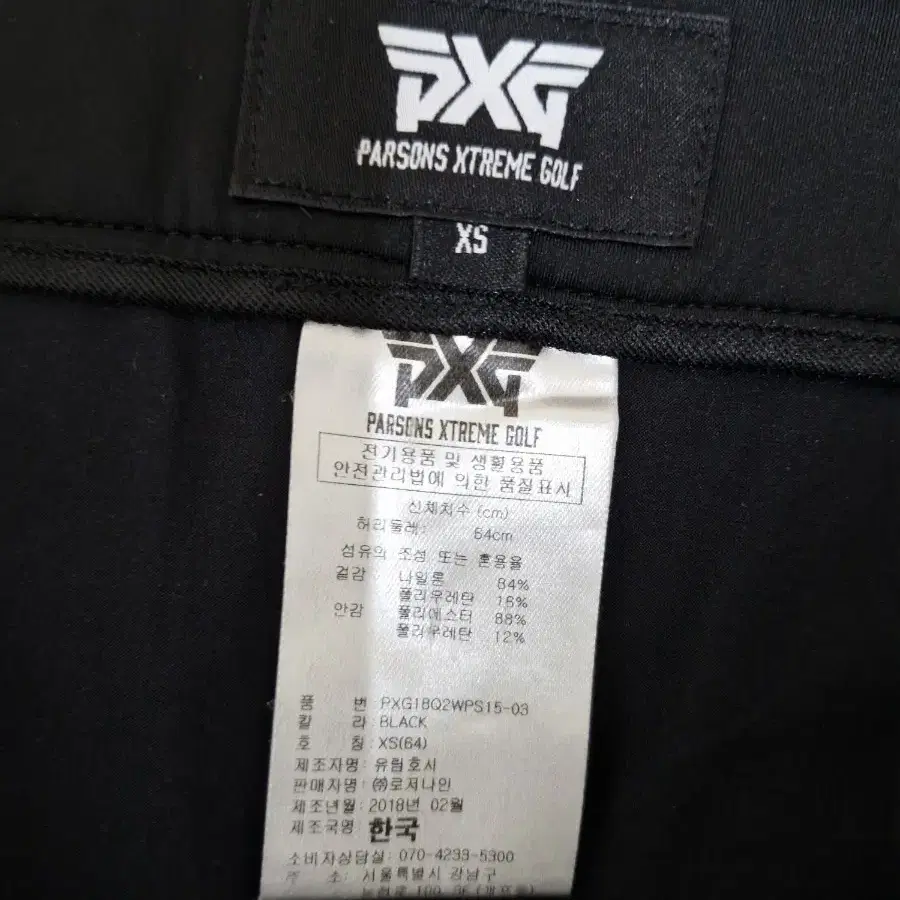 PXG
PARSONS XTREME GOLF
XS
PXG
PARSONS XTREME GOLF
전기용품 및 생활용품
안전관리법에 의한 품질표시
신체치수 (cm)
허리둘레: 64cm
섬유의 조성 또는 혼용율
겉감 나일론 84%
폴리우레탄 16%
안감 폴리에스터 88%
폴리우레탄 12%
품 번 :PXG18Q2WPS15-03
칼 라 :BLACK
호 칭 :XS(64)
제조자명 :유림호서
판매자명 :㈜로저나인
제조년월 :2018년 02월
제조국명 :한국
소비자상담실: 070-4233-5300
주 소: 서울특별시 강남구
논현로